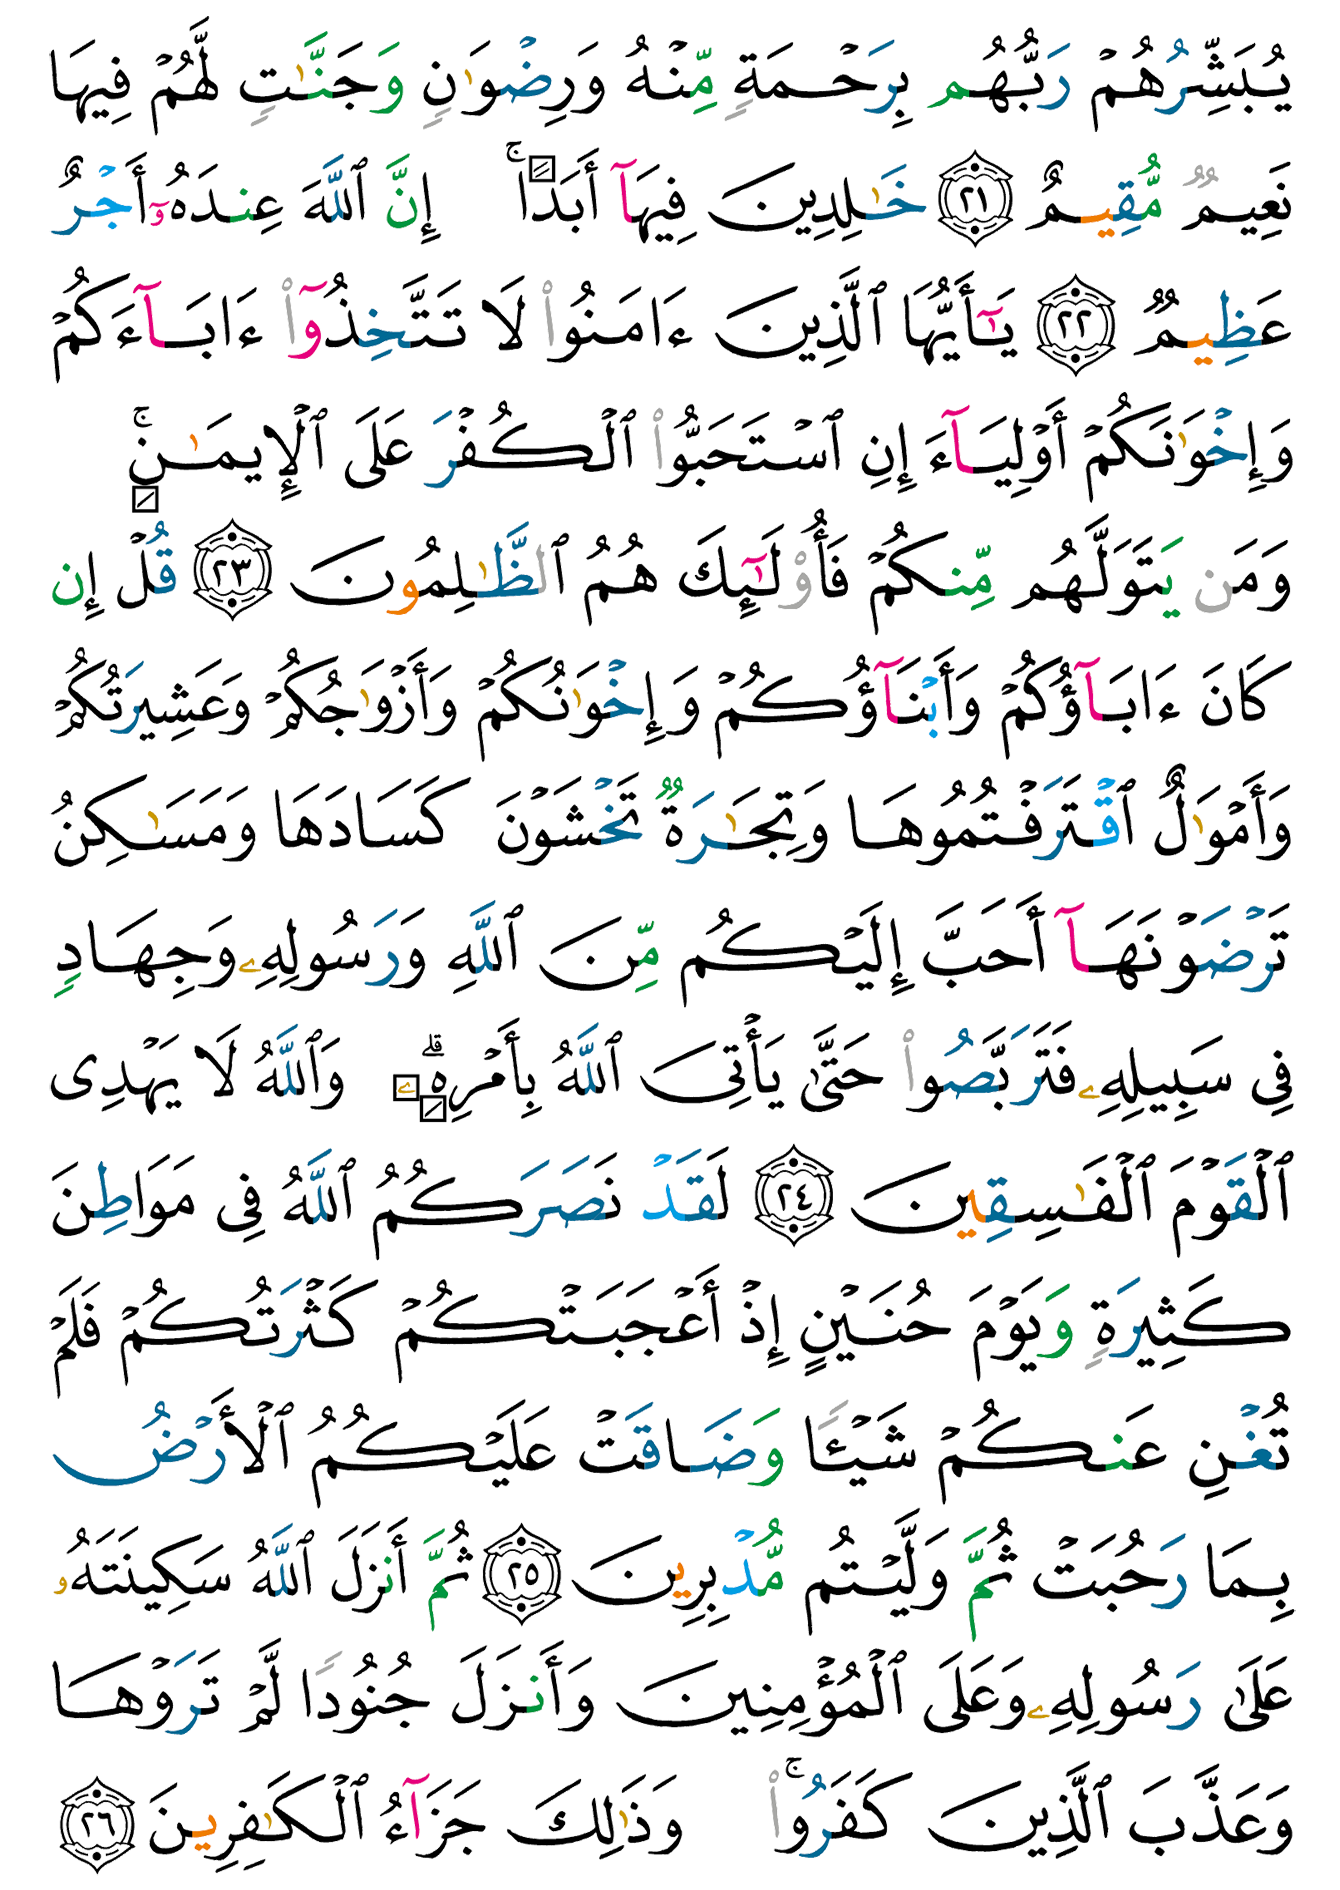 يُبَشِّرُهُمْ رَبُّهُم بِرَحْمَةٍ مِّنْهُ وَرِضْوَٰنٍ وَجَنَّٰتٍ لَّهُمْ فِيهَا
نَعِيمٌ مُّقِيمٌ ٢١ خَٰلِدِينَ فِيهَآ أَبَدًا ۚ إِنَّ ٱللَّهَ عِندَهُۥٓ أَجْرٌ
عَظِيمٌ ٢٢ يَٰٓأَيُّهَا ٱلَّذِينَ ءَامَنُوا۟ لَا تَتَّخِذُوٓا۟ ءَابَآءَكُمْ
وَإِخْوَٰنَكُمْ أَوْلِيَآءَ إِنِ ٱسْتَحَبُّوا۟ ٱلْكُفْرَ عَلَى ٱلْإِيمَٰنِ ۚ
وَمَن يَتَوَلَّهُم مِّنكُمْ فَأُو۟لَٰٓئِكَ هُمُ ٱلظَّٰلِمُونَ ٢٣ قُلْ إِن
كَانَ ءَابَآؤُكُمْ وَأَبْنَآؤُكُمْ وَإِخْوَٰنُكُمْ وَأَزْوَٰجُكُمْ وَعَشِيرَتُكُمْ
وَأَمْوَٰلٌ ٱقْتَرَفْتُمُوهَا وَتِجَٰرَةٌ تَخْشَوْنَ كَسَادَهَا وَمَسَٰكِنُ
تَرْضَوْنَهَآ أَحَبَّ إِلَيْكُم مِّنَ ٱللَّهِ وَرَسُولِهِۦ وَجِهَادٍ
فِى سَبِيلِهِۦ فَتَرَبَّصُوا۟ حَتَّىٰ يَأْتِىَ ٱللَّهُ بِأَمْرِهِۦ ۗ وَٱللَّهُ لَا يَهْدِى
ٱلْقَوْمَ ٱلْفَٰسِقِينَ ٢٤ لَقَدْ نَصَرَكُمُ ٱللَّهُ فِى مَوَاطِنَ
كَثِيرَةٍ وَيَوْمَ حُنَيْنٍ إِذْ أَعْجَبَتْكُمْ كَثْرَتُكُمْ فَلَمْ
تُغْنِ عَنكُمْ شَيْـًٔا وَضَاقَتْ عَلَيْكُمُ ٱلْأَرْضُ
بِمَا رَحُبَتْ ثُمَّ وَلَّيْتُم مُّدْبِرِينَ ٢٥ ثُمَّ أَنزَلَ ٱللَّهُ سَكِينَتَهُۥ
عَلَىٰ رَسُولِهِۦ وَعَلَى ٱلْمُؤْمِنِينَ وَأَنزَلَ جُنُودًا لَّمْ تَرَوْهَا
وَعَذَّبَ ٱلَّذِينَ كَفَرُوا۟ ۚ وَذَٰلِكَ جَزَآءُ ٱلْكَٰفِرِينَ ٢٦